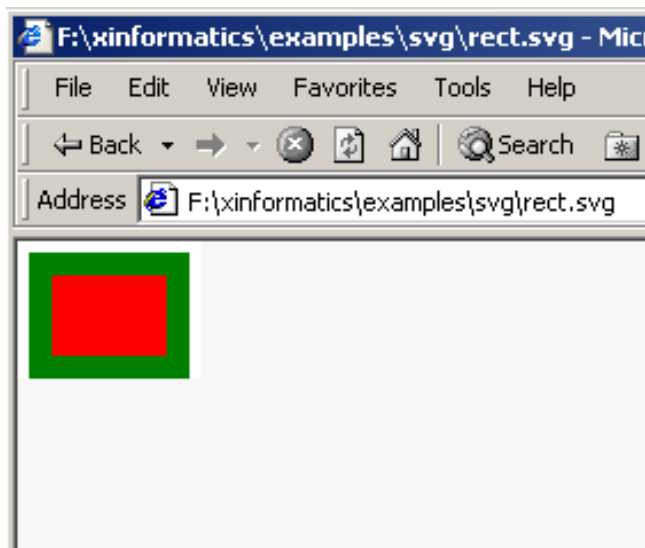 F:\xinformatics\examples\svg\rect.svg - Micr
File Edit View Favorites Tools Help
Back Search
Address F:\xinformatics\examples\svg\rect.svg